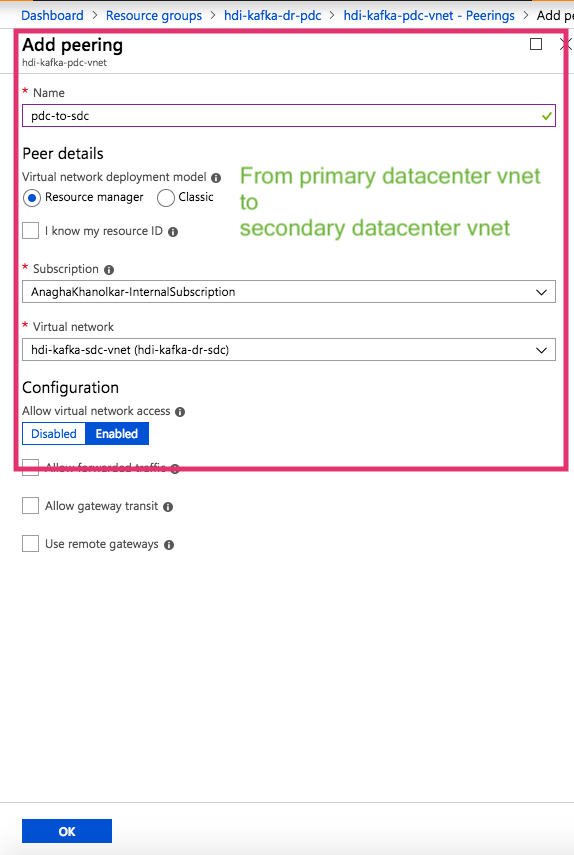 Dashboard > Resource groups > hdi-kafka-dr-pdc > hdi-kafka-pdc-vnet - Peerings > Add pe
Add peering
hdi-kafka-pdc-vnet
* Name
pdc-to-sdc
Peer details
Virtual network deployment model
Resource manager Classic
I know my resource ID
From primary datacenter vnet
to
secondary datacenter vnet
* Subscription
AnaghaKhanolkar-InternalSubscription
* Virtual network
hdi-kafka-sdc-vnet (hdi-kafka-dr-sdc)
Configuration
Allow virtual network access
Disabled Enabled
Allow forwarded traffic
Allow gateway transit
Use remote gateways
OK